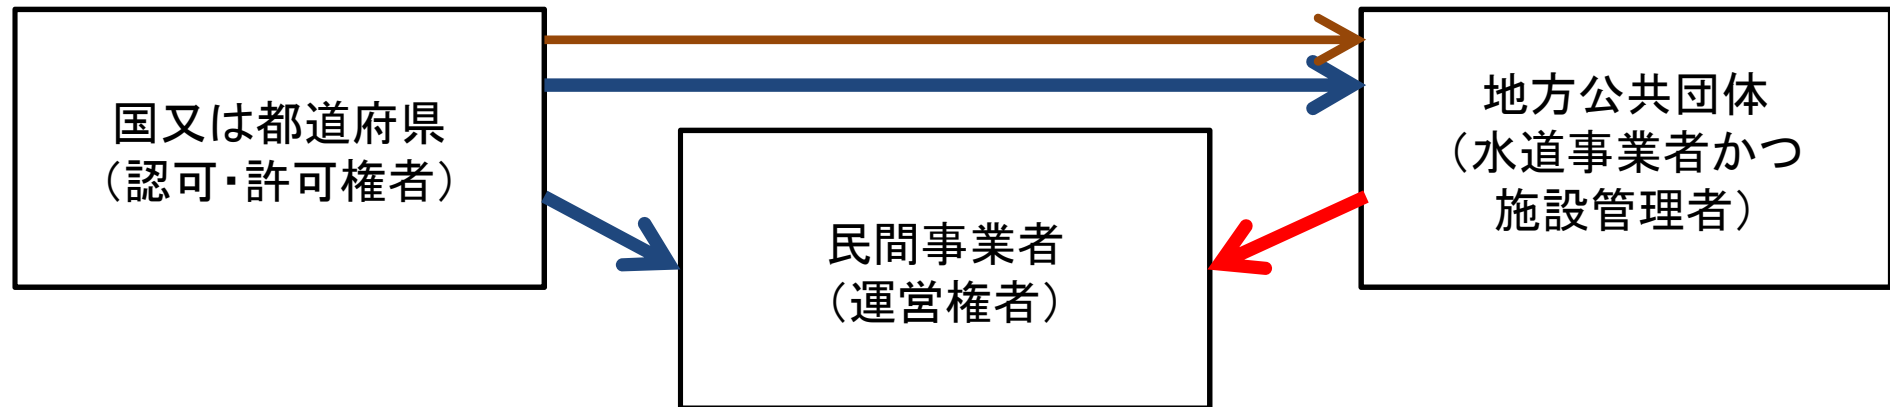 国又は都道府県
（認可・許可権者）
民間事業者
（運営権者）
地方公共団体
（水道事業者かつ
施設管理者）